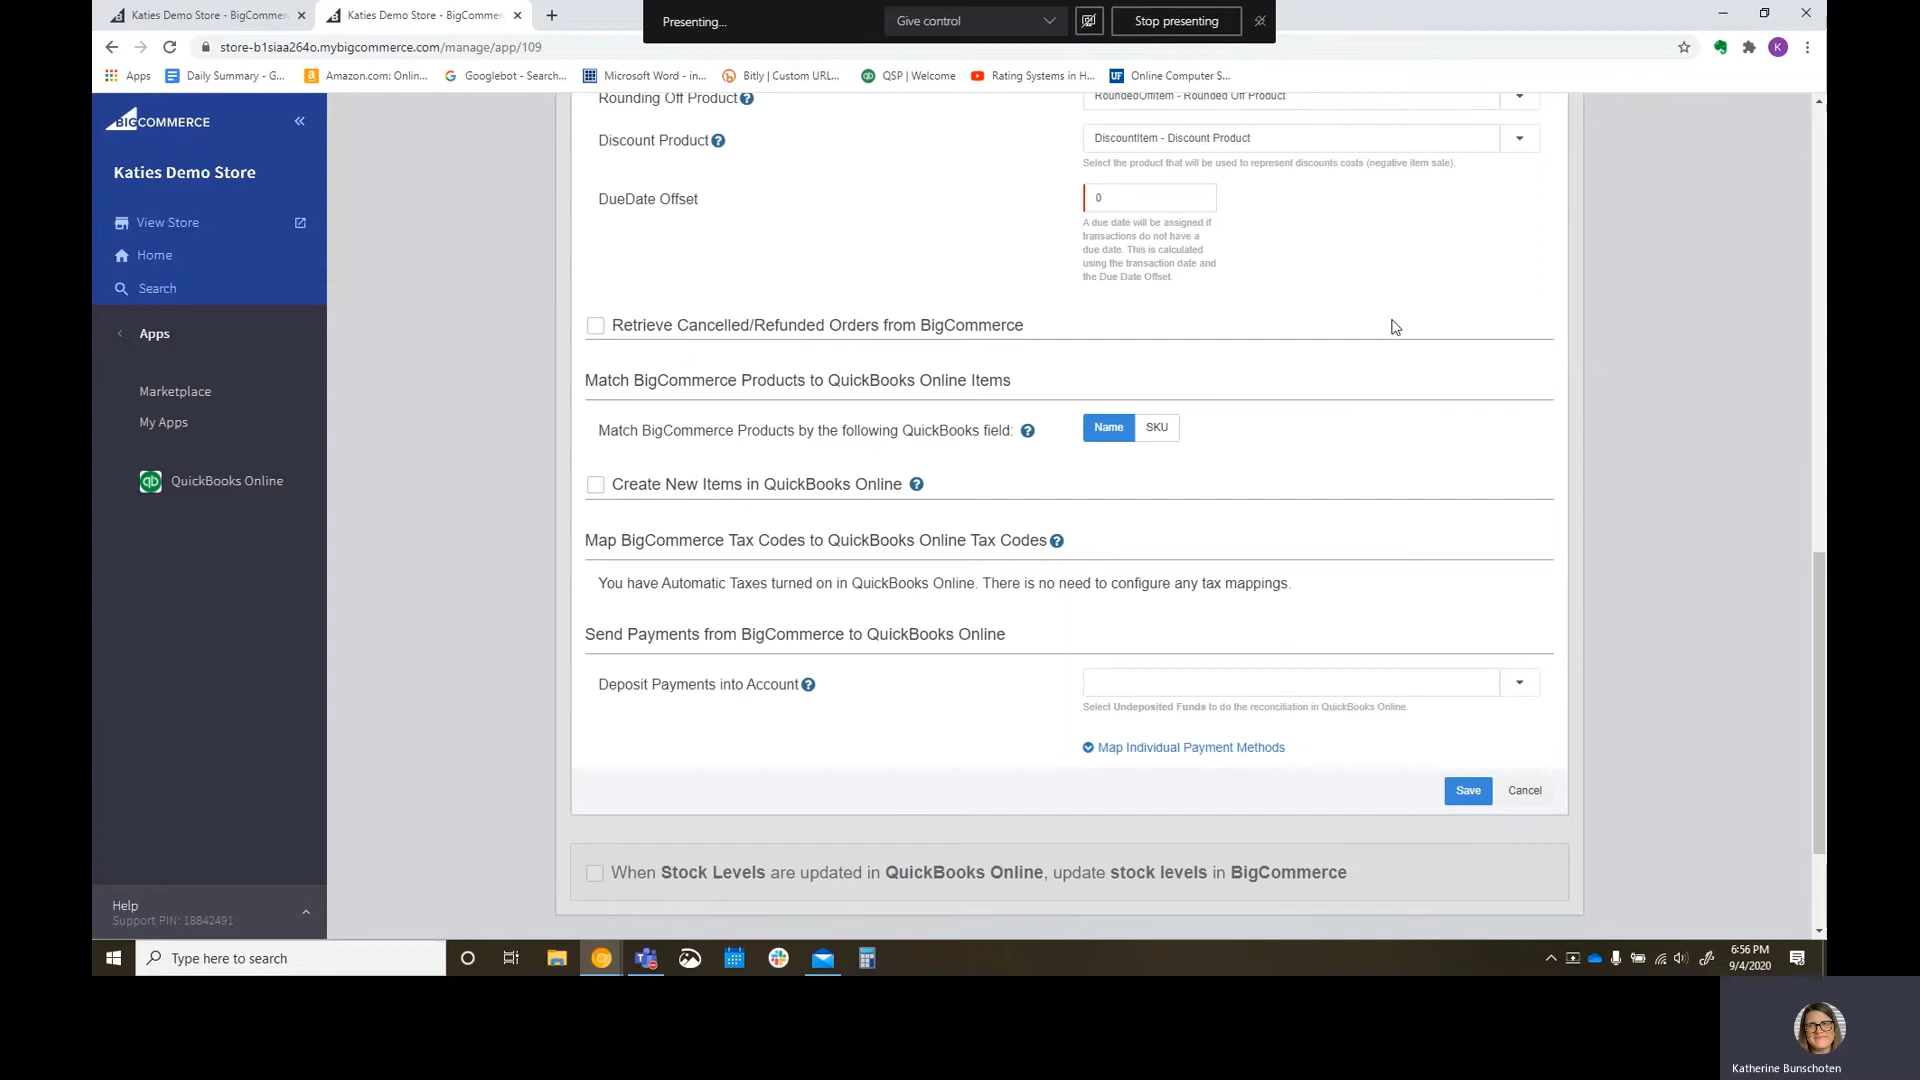 Katies Demo Store - BigCommerc
Katies Demo Store - BigCommerc
Presenting...
Give control
Stop presenting
store-b1siaa264o.mybigcommerce.com/manage/app/109
K
Apps
Daily Summary - G...
Amazon.com: Onlin...
Googlebot - Search...
Microsoft Word - in...
Bitly | Custom URL...
QSP | Welcome
Rating Systems in H...
UF Online Computer S...
BIGCOMMERCE
Katies Demo Store
View Store
Home
Search
Apps
Marketplace
My Apps
qb QuickBooks Online
Help
Support PIN: 18842491
Rounding Off Product
RoundedOffItem - Rounded Off Product
Discount Product
DiscountItem - Discount Product
Select the product that will be used to represent discounts costs (negative item sale).
DueDate Offset
0
A due date will be assigned if
transactions do not have a
due date. This is calculated
using the transaction date and
the Due Date Offset.
Retrieve Cancelled/Refunded Orders from BigCommerce
Match BigCommerce Products to QuickBooks Online Items
Match BigCommerce Products by the following QuickBooks field:
Name SKU
Create New Items in QuickBooks Online
Map BigCommerce Tax Codes to QuickBooks Online Tax Codes
You have Automatic Taxes turned on in QuickBooks Online. There is no need to configure any tax mappings.
Send Payments from BigCommerce to QuickBooks Online
Deposit Payments into Account
Select Undeposited Funds to do the reconciliation in QuickBooks Online.
Map Individual Payment Methods
Save Cancel
When Stock Levels are updated in QuickBooks Online, update stock levels in BigCommerce
Type here to search
6:56 PM
9/4/2020
Katherine Bunschoten